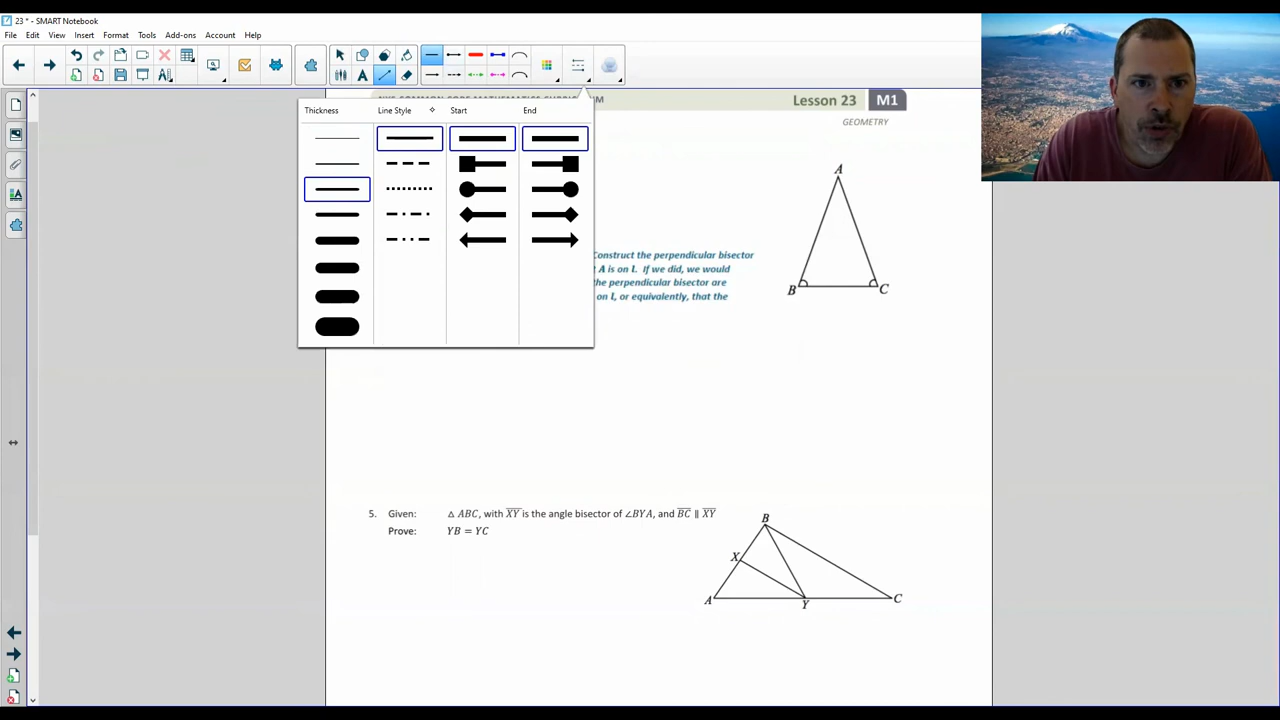 23 * - SMART Notebook
File Edit View Insert Format Tools Add-ons Account Help
Thickness Line Style Start End
Lesson 23 M1
GEOMETRY
A
B C
Construct the perpendicular bisector
A is on l. If we did, we would
the perpendicular bisector are
on l, or equivalently, that the
5. Given: △ ABC, with XY is the angle bisector of ∠BYA, and BC ∥ XY
Prove: YB = YC
B
X
A Y C